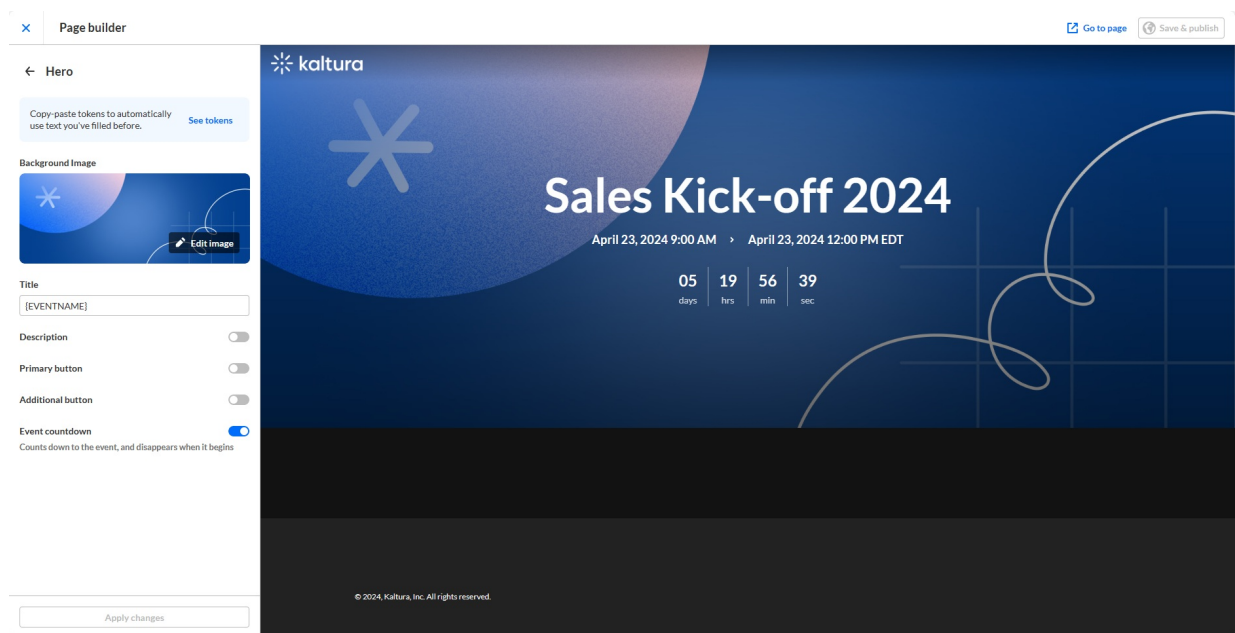 Page builder
Go to page
Save & publish
Hero
Copy-paste tokens to automatically
use text you've filled before.
See tokens
Background Image
Edit image
Title
{EVENTNAME}
Description
Primary button
Additional button
Event countdown
Counts down to the event, and disappears when it begins
Apply changes
kaltura
Sales Kick-off 2024
April 23, 2024 9:00 AM > April 23, 2024 12:00 PM EDT
05 19 56 39
days hrs min sec
© 2024, Kaltura, Inc. All rights reserved.